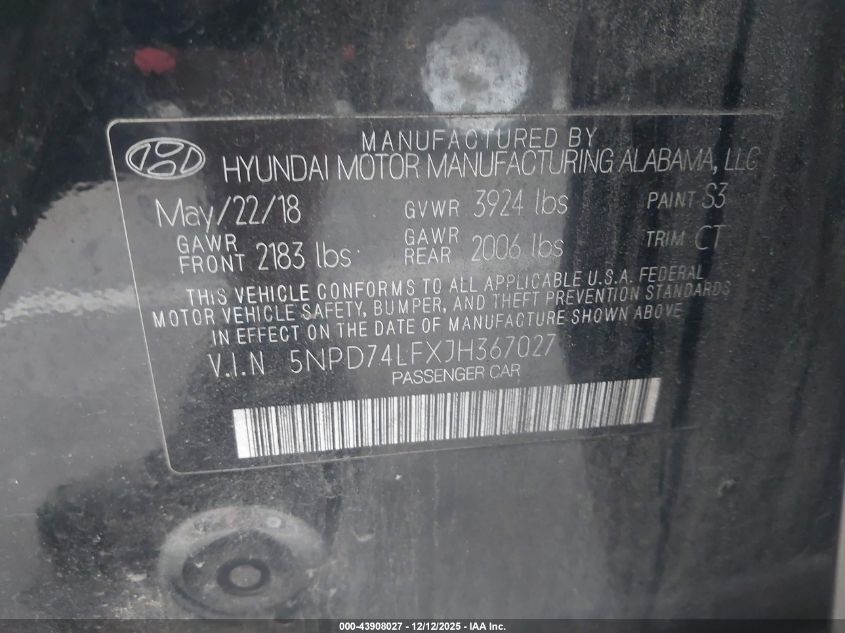 MANUFACTURED BY
HYUNDAI MOTOR MANUFACTURING ALABAMA, LLC
May/22/18 GVWR 3924 lbs PAINT S3
GAWR FRONT 2183 lbs GAWR REAR 2006 lbs TRIM CT
THIS VEHICLE CONFORMS TO ALL APPLICABLE U.S.A. FEDERAL
MOTOR VEHICLE SAFETY, BUMPER, AND THEFT PREVENTION STANDARDS
IN EFFECT ON THE DATE OF MANUFACTURE SHOWN ABOVE.
V.I.N 5NPD74LFXJH367027
PASSENGER CAR
000-43908027 - 12/12/2025 - IAA Inc.